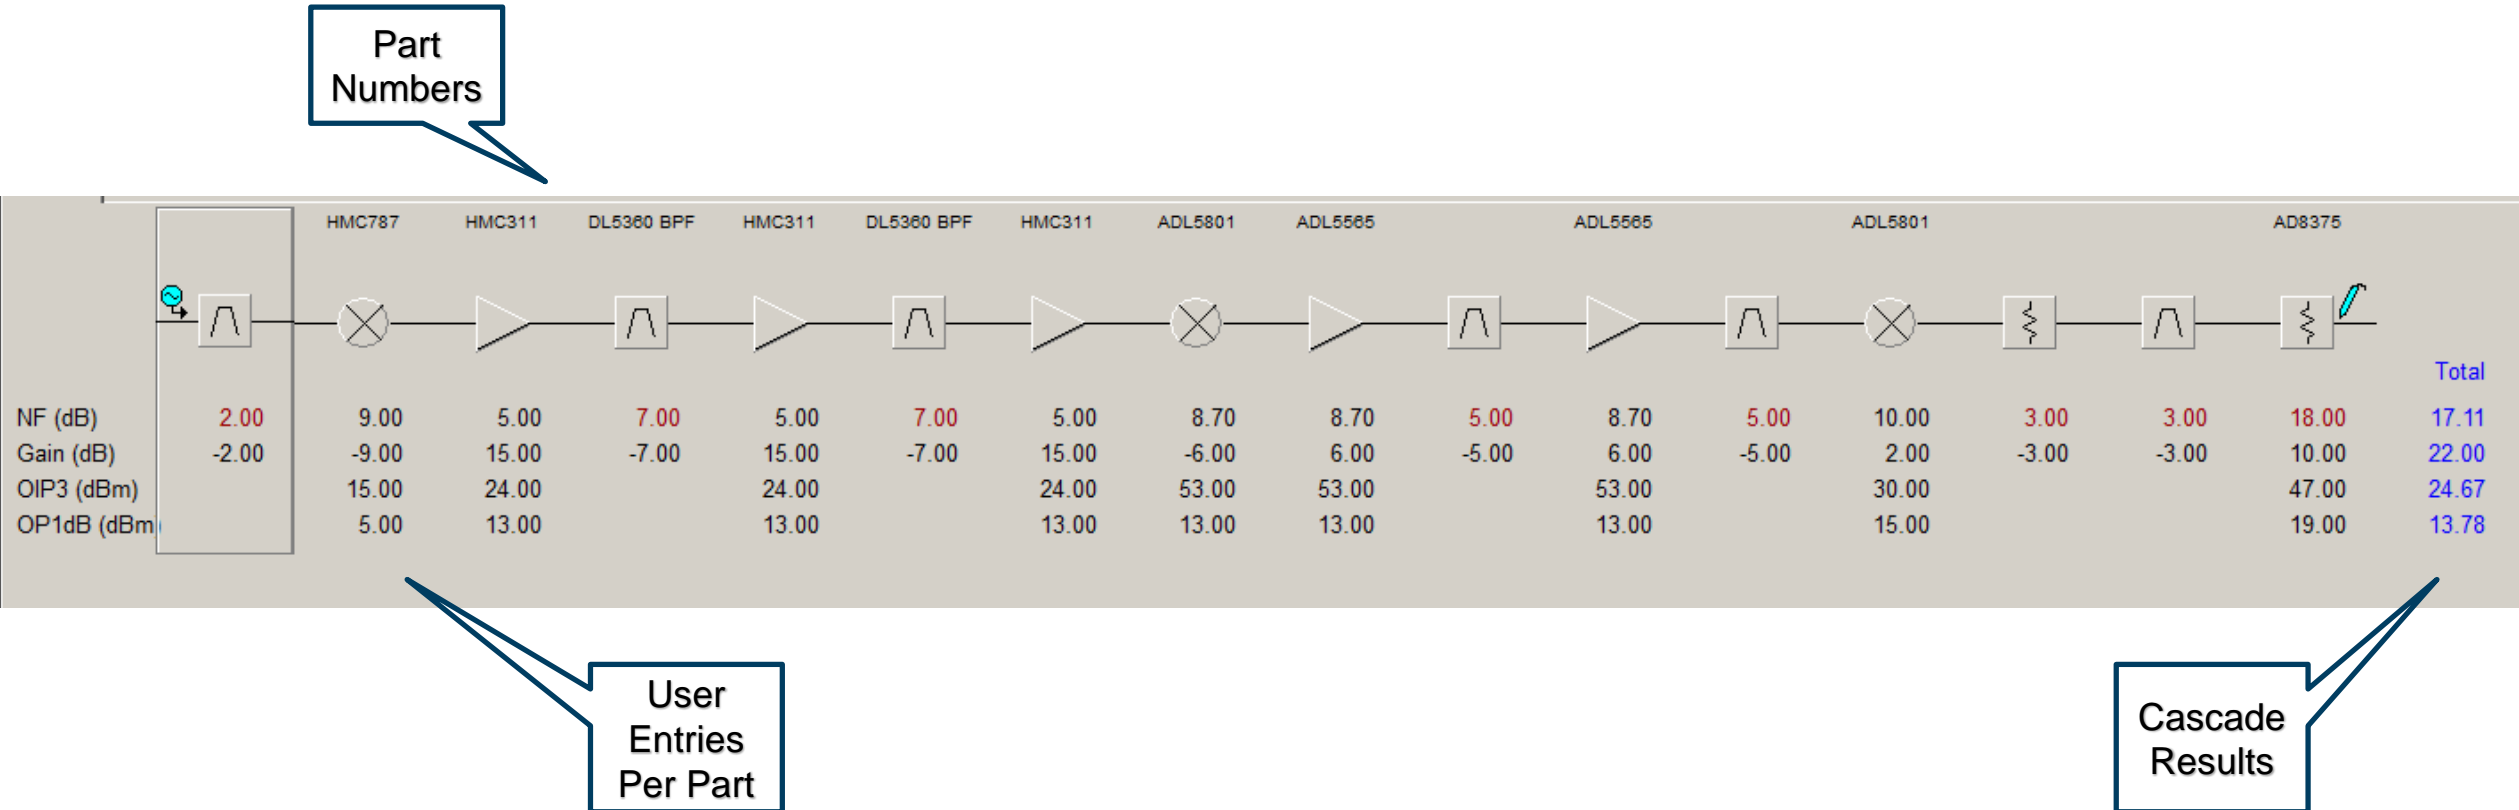 Part
Numbers
HMC787 HMC311 DL5360 BPF HMC311 DL5360 BPF HMC311 ADL5801 ADL5565 ADL5565 ADL5801 AD8375
Total
NF (dB) 2.00 9.00 5.00 7.00 5.00 7.00 5.00 8.70 8.70 5.00 8.70 5.00 10.00 3.00 3.00 18.00 17.11
Gain (dB) -2.00 -9.00 15.00 -7.00 15.00 -7.00 15.00 -6.00 6.00 -5.00 6.00 -5.00 2.00 -3.00 -3.00 10.00 22.00
OIP3 (dBm) 15.00 24.00 24.00 24.00 53.00 53.00 53.00 30.00 47.00 24.67
OP1dB (dBm) 5.00 13.00 13.00 13.00 13.00 13.00 13.00 15.00 19.00 13.78
User
Entries
Per Part
Cascade
Results